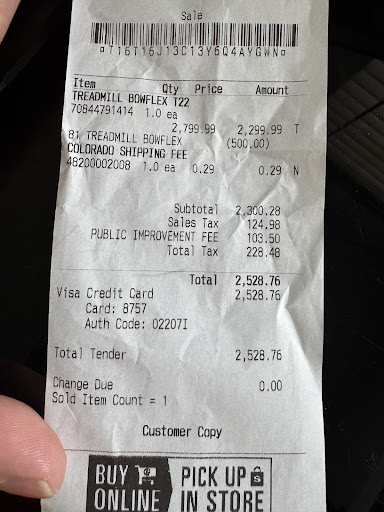 Sale
T16T16J13C13Y6Q4AYGWN
Item Qty Price Amount
TREADMILL BOWFLEX T22
70844791414 1.0 ea
2,799.99 2,299.99 T
81 TREADMILL BOWFLEX (500.00)
COLORADO SHIPPING FEE
48200002008 1.0 ea 0.29 0.29 N
Subtotal 2,300.28
Sales Tax 124.98
PUBLIC IMPROVEMENT FEE 103.50
Total Tax 228.48
Total 2,528.76
Visa Credit Card 2,528.76
Card: 8757
Auth Code: 02207I
Total Tender 2,528.76
Change Due 0.00
Sold Item Count = 1
Customer Copy
BUY PICK UP
ONLINE IN STORE